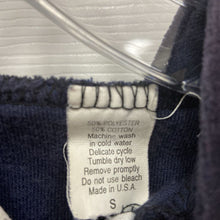 50% POLYESTER
50% COTTON
Machine wash
in cold water
Delicate cycle
Tumble dry low
Remove promptly
Do not bleach
Made in U.S.A.
S